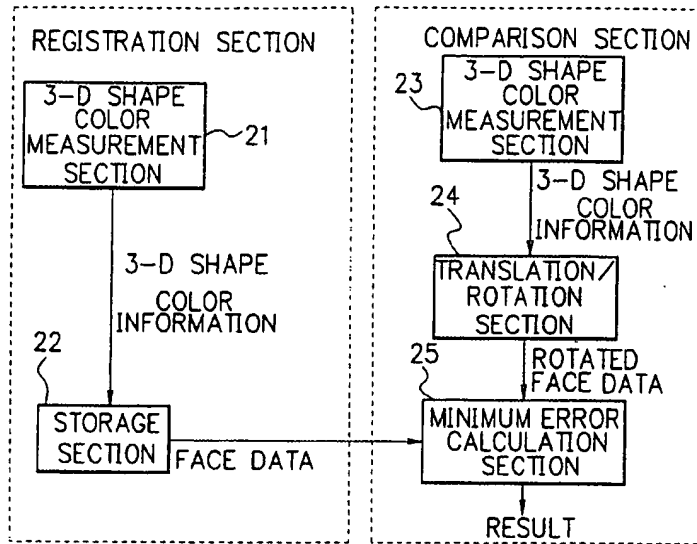 REGISTRATION SECTION
3-D SHAPE
COLOR
MEASUREMENT
SECTION
21
3-D SHAPE
COLOR
INFORMATION
22
STORAGE
SECTION
FACE DATA
COMPARISON SECTION
23
3-D SHAPE
COLOR
MEASUREMENT
SECTION
3-D SHAPE
COLOR
INFORMATION
24
TRANSLATION/
ROTATION
SECTION
ROTATED
FACE DATA
25
MINIMUM ERROR
CALCULATION
SECTION
RESULT